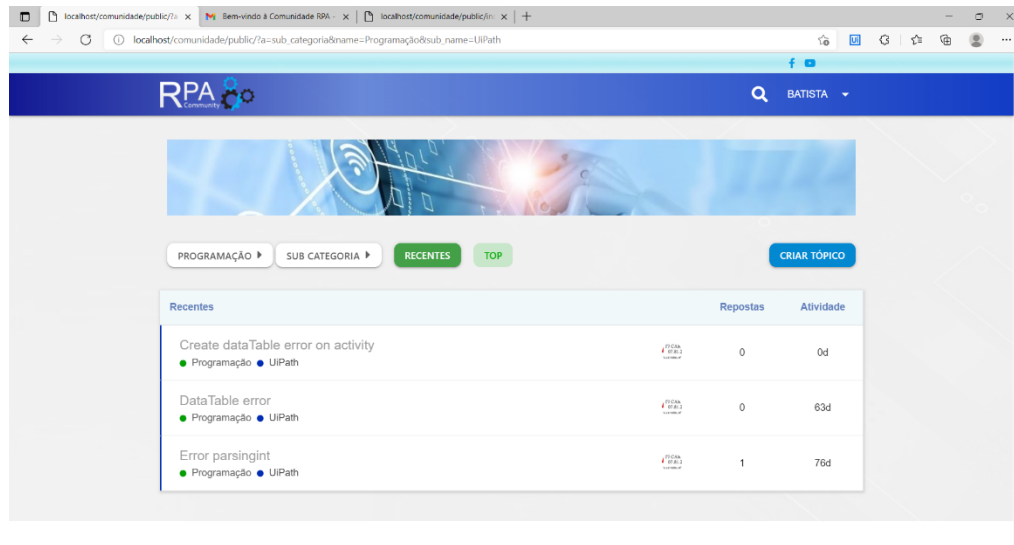 localhost/comunidade/public/?a
Bem-vindo à Comunidade RPA -
localhost/comunidade/public/in
localhost/comunidade/public/?a=sub_categoria&name=Programação&sub_name=UiPath
RPA
Community
BATISTA
PROGRAMAÇÃO
SUB CATEGORIA
RECENTES
TOP
CRIAR TÓPICO
Recentes Repostas Atividade
Create dataTable error on activity
Programação UiPath
0 0d
DataTable error
Programação UiPath
0 63d
Error parsingint
Programação UiPath
1 76d